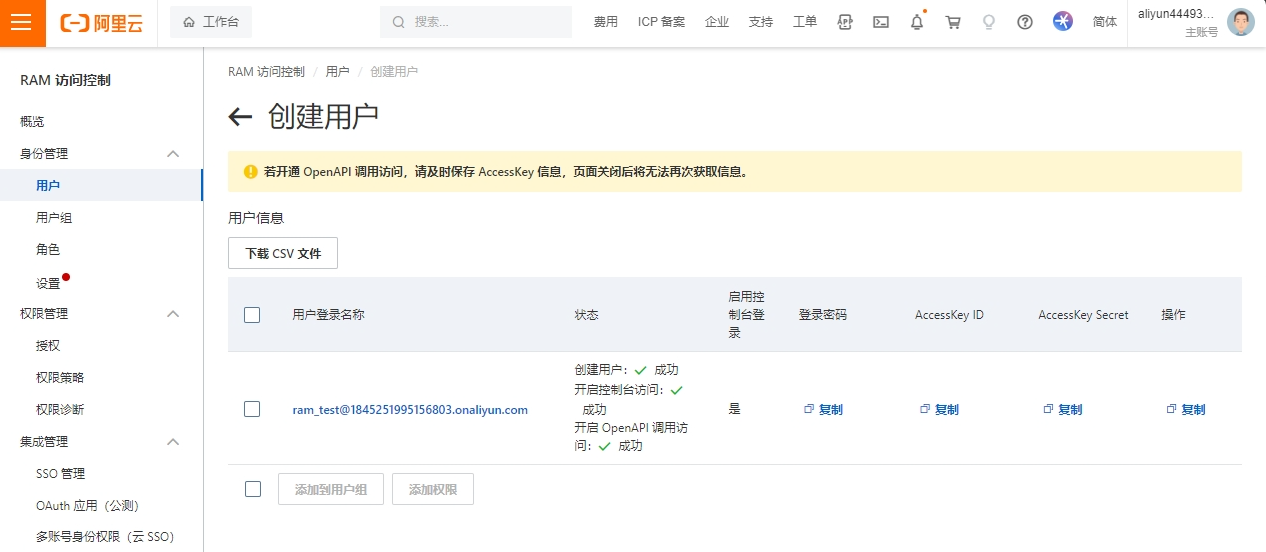 阿里云
工作台
搜索...
费用
ICP 备案
企业
支持
工单
简体
aliyun44493...
主账号
RAM 访问控制
概览
身份管理
用户
用户组
角色
设置
权限管理
授权
权限策略
权限诊断
集成管理
SSO 管理
OAuth 应用（公测）
多账号身份权限（云 SSO）
RAM 访问控制 / 用户 / 创建用户
创建用户
若开通 OpenAPI 调用访问，请及时保存 AccessKey 信息，页面关闭后将无法再次获取信息。
用户信息
下载 CSV 文件
用户登录名称
状态
启用控
制台登
录
登录密码
AccessKey ID
AccessKey Secret
操作
ram_test@1845251995156803.onaliyun.com
创建用户： 成功
开启控制台访问：
成功
开启 OpenAPI 调用访
问： 成功
是
复制
复制
复制
复制
添加到用户组
添加权限